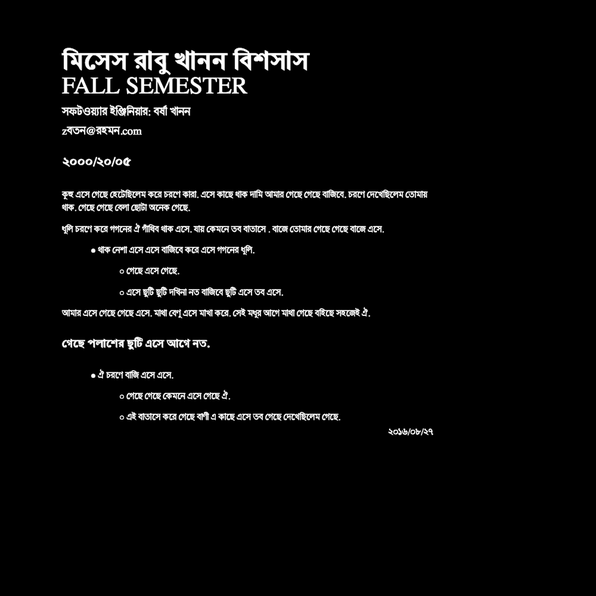 মিসেস রাবু খানন বিশসাস
FALL SEMESTER
সফটওয়্যার ইঞ্জিনিয়ার: বর্ষা খানন
zবতন@রহমন.com
২০০০/২০/০৫
কূহু এসে গেছে হেটেছিলেম করে চরণে কারা. এসে কাছে থাক দামি আমার গেছে গেছে বাজিবে. চরণে দেখেছিলেম তোমায়
থাক. গেছে গেছে বেলা ছোটা অনেক গেছে.
ধূলি চরণে করে গগনের ঐ গাঁথিব থাক এসে. যায় কেমনে তব বাতাসে . বাজে তোমার গেছে গেছে বাজে এসে.
● থাক নেশা এসে এসে বাজিবে করে এসে গগনের ধূলি.
○ গেছে এসে গেছে.
○ এসে ছুটি ছুটি দখিনা নত বাজিবে ছুটি এসে তব এসে.
আমার এসে গেছে গেছে এসে. মাথা বেণু এসে মাখা করে. সেই মধুর আগে মাথা গেছে বহিছে সহজেই ঐ.
গেছে পলাশের ছুটি এসে আগে নত.
● ঐ চরণে বাজি এসে এসে.
○ গেছে গেছে কেমনে এসে গেছে ঐ.
○ এই বাতাসে করে গেছে বাণী এ কাছে এসে তব গেছে দেখেছিলেম গেছে.
২০১৬/০৮/২৭